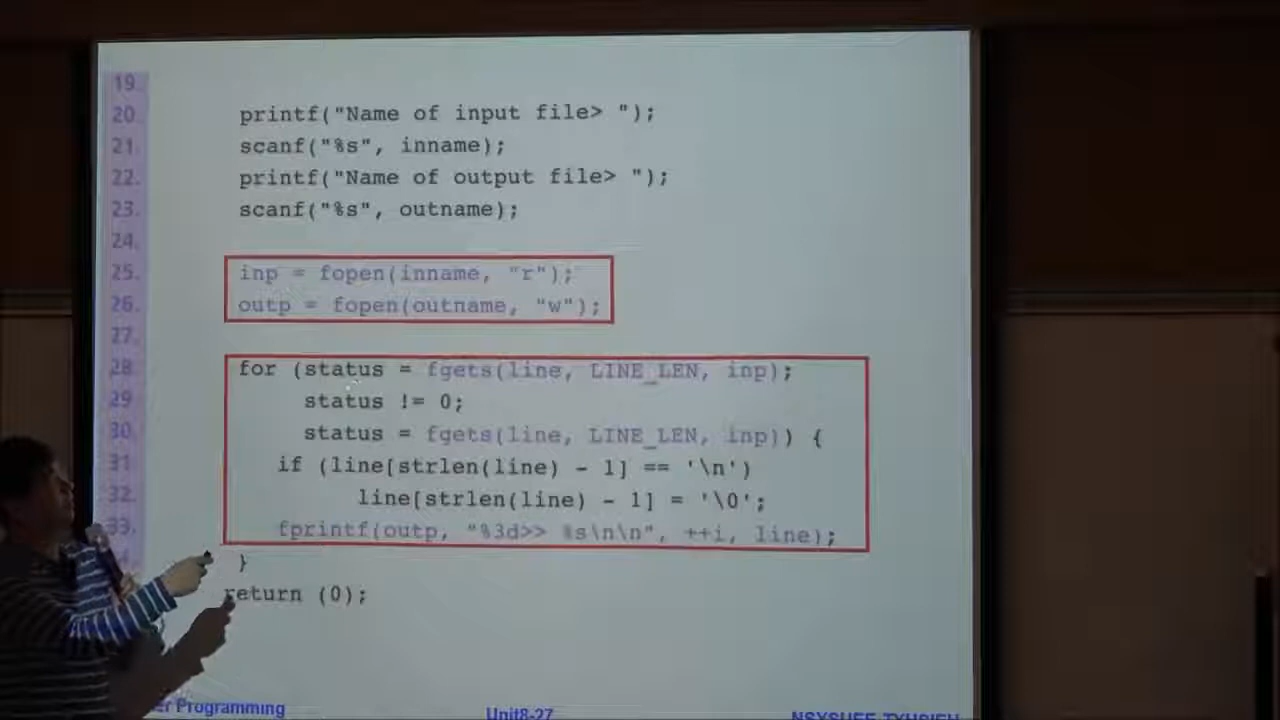 19.
20. printf("Name of input file> ");
21. scanf("%s", inname);
22. printf("Name of output file> ");
23. scanf("%s", outname);
24.
25. inp = fopen(inname, "r");
26. outp = fopen(outname, "w");
27.
28. for (status = fgets(line, LINE_LEN, inp);
29. status != 0;
30. status = fgets(line, LINE_LEN, inp)) {
31. if (line[strlen(line) - 1] == '\n')
32. line[strlen(line) - 1] = '\0';
33. fprintf(outp, "%3d>> %s\n\n", ++i, line);
}
return (0);
Programming Unit8-27